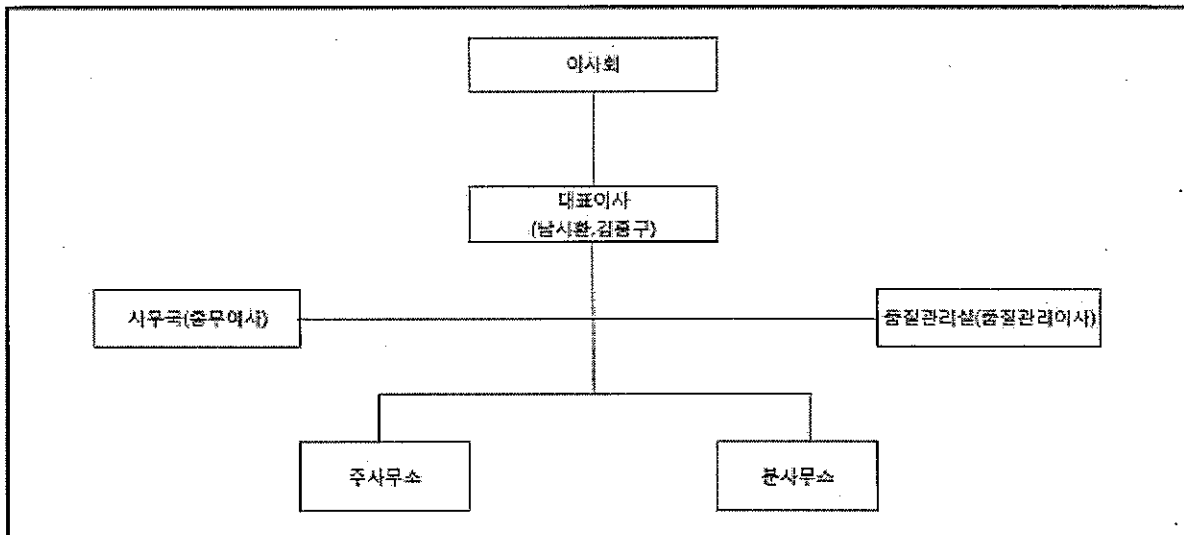 이사회
대표이사
(남시환,김중구)
사무국(총무이사)
품질관리실(품질관리이사)
주사무소
분사무소